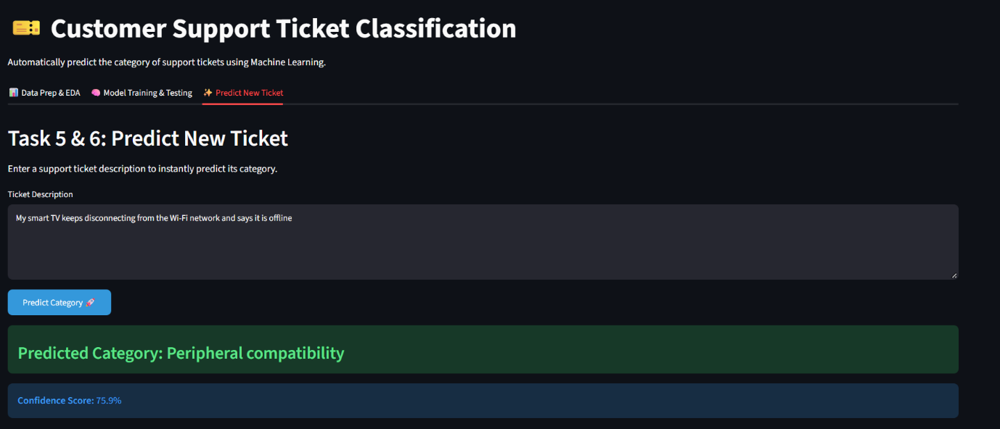 Customer Support Ticket Classification
Automatically predict the category of support tickets using Machine Learning.
Data Prep & EDA Model Training & Testing Predict New Ticket
Task 5 & 6: Predict New Ticket
Enter a support ticket description to instantly predict its category.
Ticket Description
My smart TV keeps disconnecting from the Wi-Fi network and says it is offline
Predict Category
Predicted Category: Peripheral compatibility
Confidence Score: 75.9%